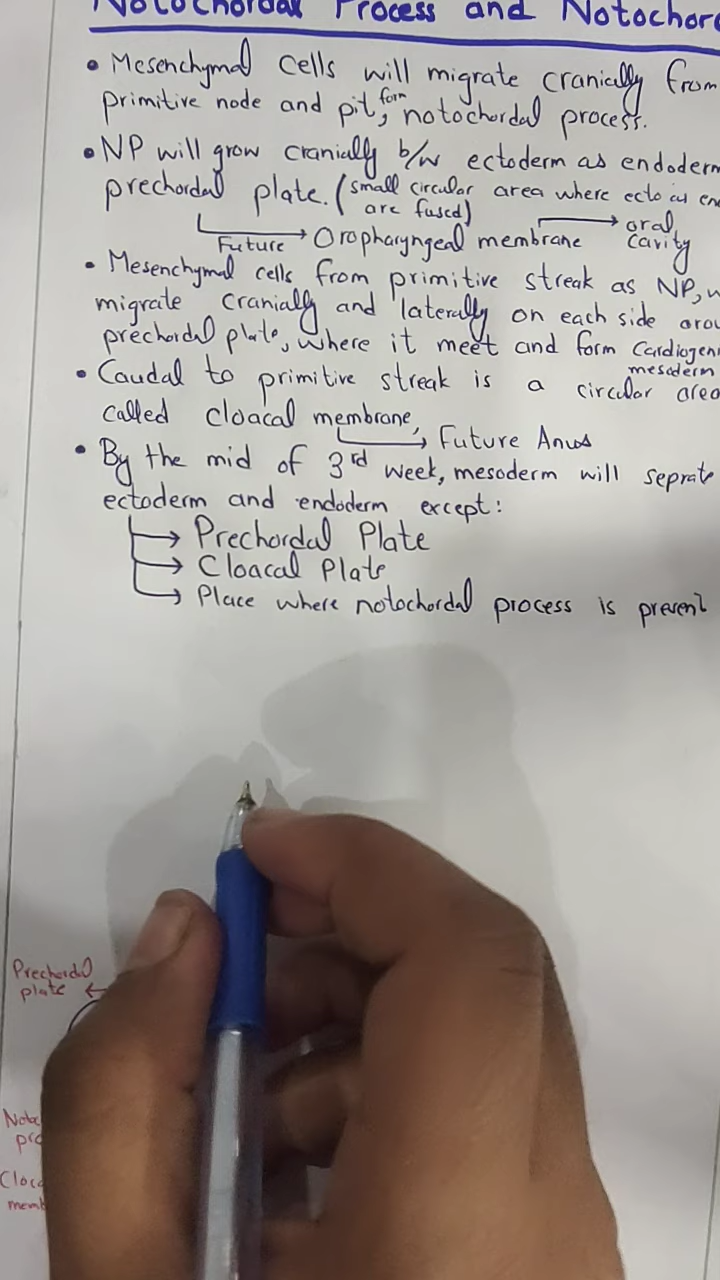 Notochordal Process and Notochord
• Mesenchymal cells will migrate cranially from
primitive node and pit, form notochordal process.
• NP will grow cranially b/w ectoderm as endoderm
prechordal plate. (small circular area where ecto as en
are fused)
Future → Oropharyngeal membrane → oral cavity
• Mesenchymal cells from primitive streak as NP, w
migrate cranially and laterally on each side arou
prechordal plate, where it meet and form Cardiogen
mesoderm
• Caudal to primitive streak is a circular area
called cloacal membrane,
→ Future Anus
• By the mid of 3rd week, mesoderm will seprate
ectoderm and endoderm except:
→ Prechordal Plate
→ Cloacal Plate
→ Place where notochordal process is present
Prechordal
plate ←
Noto
pro
Cloac
memb